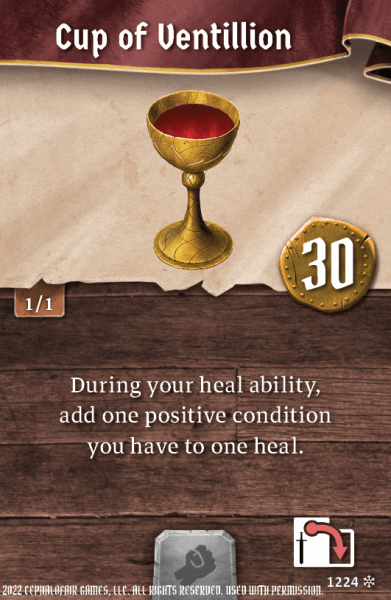 Cup of Ventillion
30
1/1
During your heal ability,
add one positive condition
you have to one heal.
1224
2022 CEPHALOFAIR GAMES, LLC. ALL RIGHTS RESERVED. USED WITH PERMISSION.